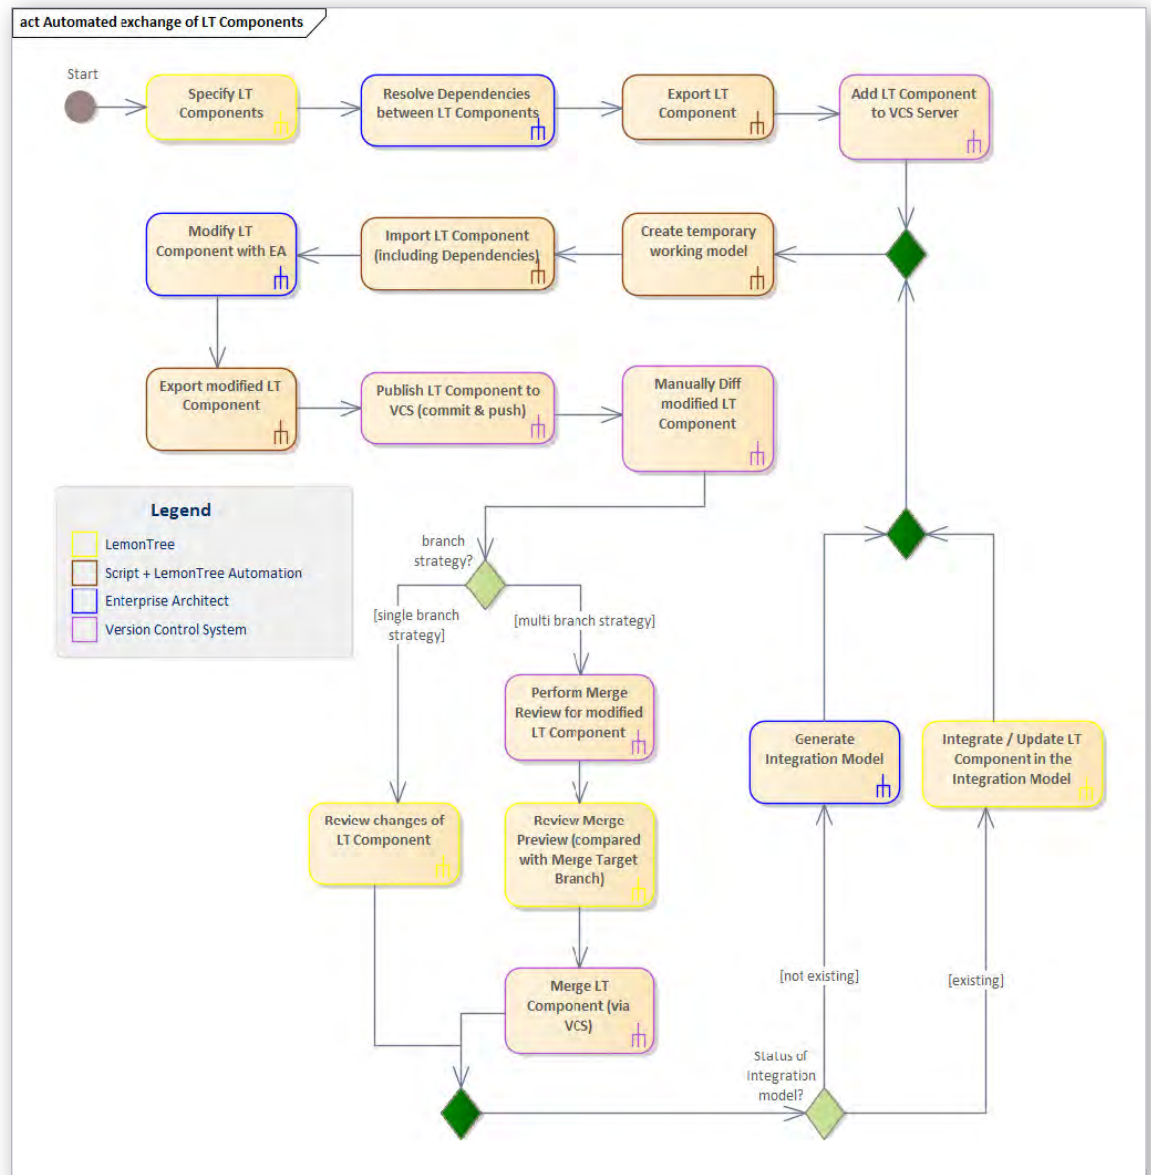 act Automated exchange of LT Components
Start
Specify LT
Components
Resolve Dependencies
between LT Components
Export LT
Component
Add LT Component
to VCS Server
Modify LT
Component with EA
Import LT Component
(including Dependencies)
Create temporary
working model
Export modified LT
Component
Publish LT Component to
VCS (commit & push)
Manually Diff
modified LT
Component
Legend
LemonTree
Script + LemonTree Automation
Enterprise Architect
Version Control System
branch
strategy?
[single branch
strategy]
[multi branch strategy]
Perform Merge
Review for modified
LT Component
Generate
Integration Model
Integrate / Update LT
Component in the
Integration Model
Review changes of
LT Component
Review Merge
Preview (compared
with Merge Target
Branch)
[not existing]
[existing]
Merge LT
Component (via
VCS)
Status of
Integration
model?